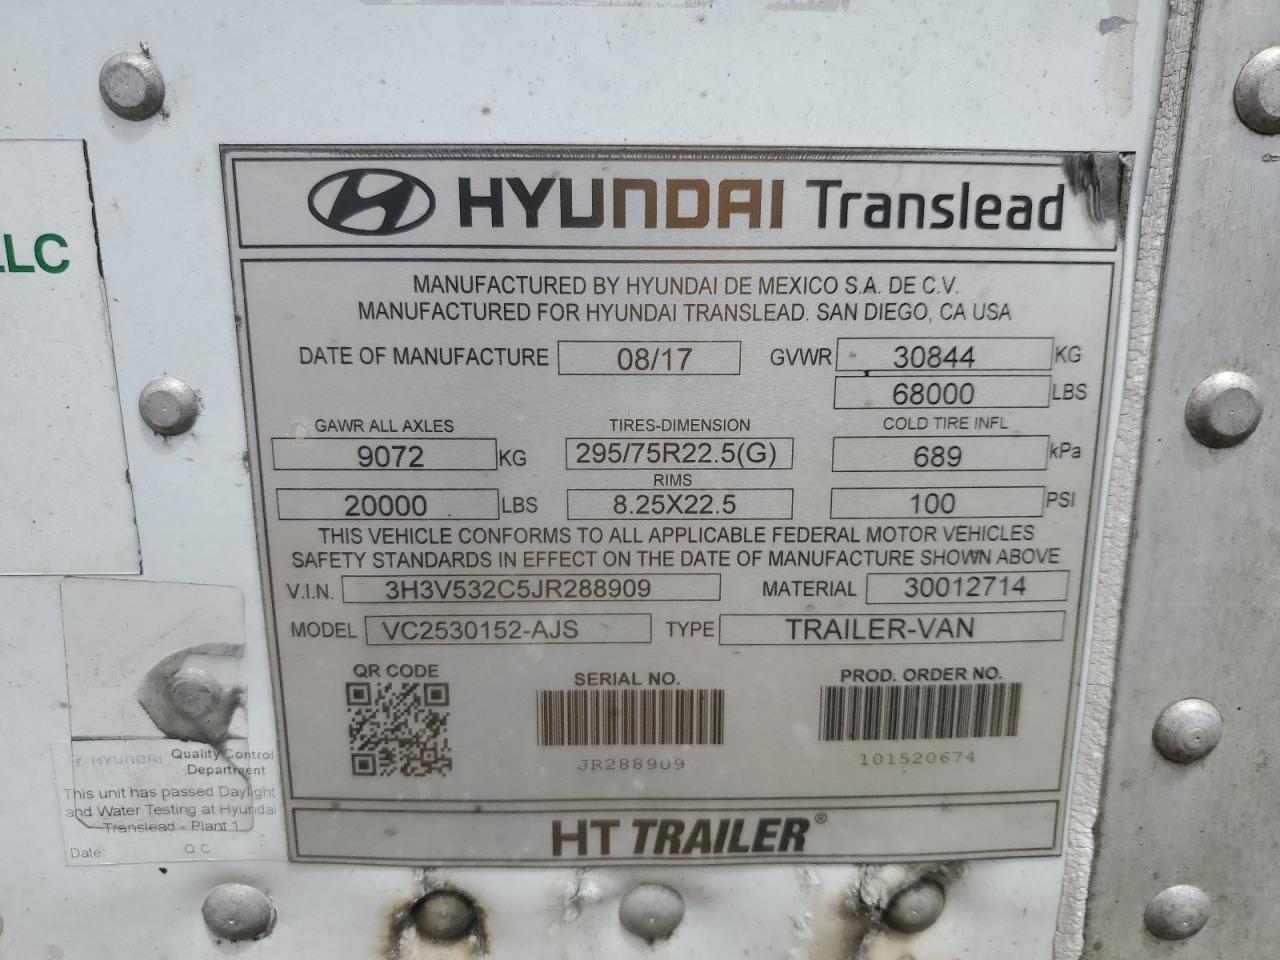 LLC
HYUNDAI Translead
MANUFACTURED BY HYUNDAI DE MEXICO S.A. DE C.V.
MANUFACTURED FOR HYUNDAI TRANSLEAD. SAN DIEGO, CA USA
DATE OF MANUFACTURE 08/17 GVWR 30844 KG
68000 LBS
GAWR ALL AXLES TIRES-DIMENSION COLD TIRE INFL
9072 KG 295/75R22.5(G) 689 kPa
RIMS
20000 LBS 8.25X22.5 100 PSI
THIS VEHICLE CONFORMS TO ALL APPLICABLE FEDERAL MOTOR VEHICLES
SAFETY STANDARDS IN EFFECT ON THE DATE OF MANUFACTURE SHOWN ABOVE
V.I.N. 3H3V532C5JR288909 MATERIAL 30012714
MODEL VC2530152-AJS TYPE TRAILER-VAN
QR CODE SERIAL NO. PROD. ORDER NO.
JR288909 101520674
HT TRAILER®
HYUNDAI Quality Control
Department
This unit has passed Daylight
and Water Testing at Hyundai
Translead - Plant 1
Date: Q C